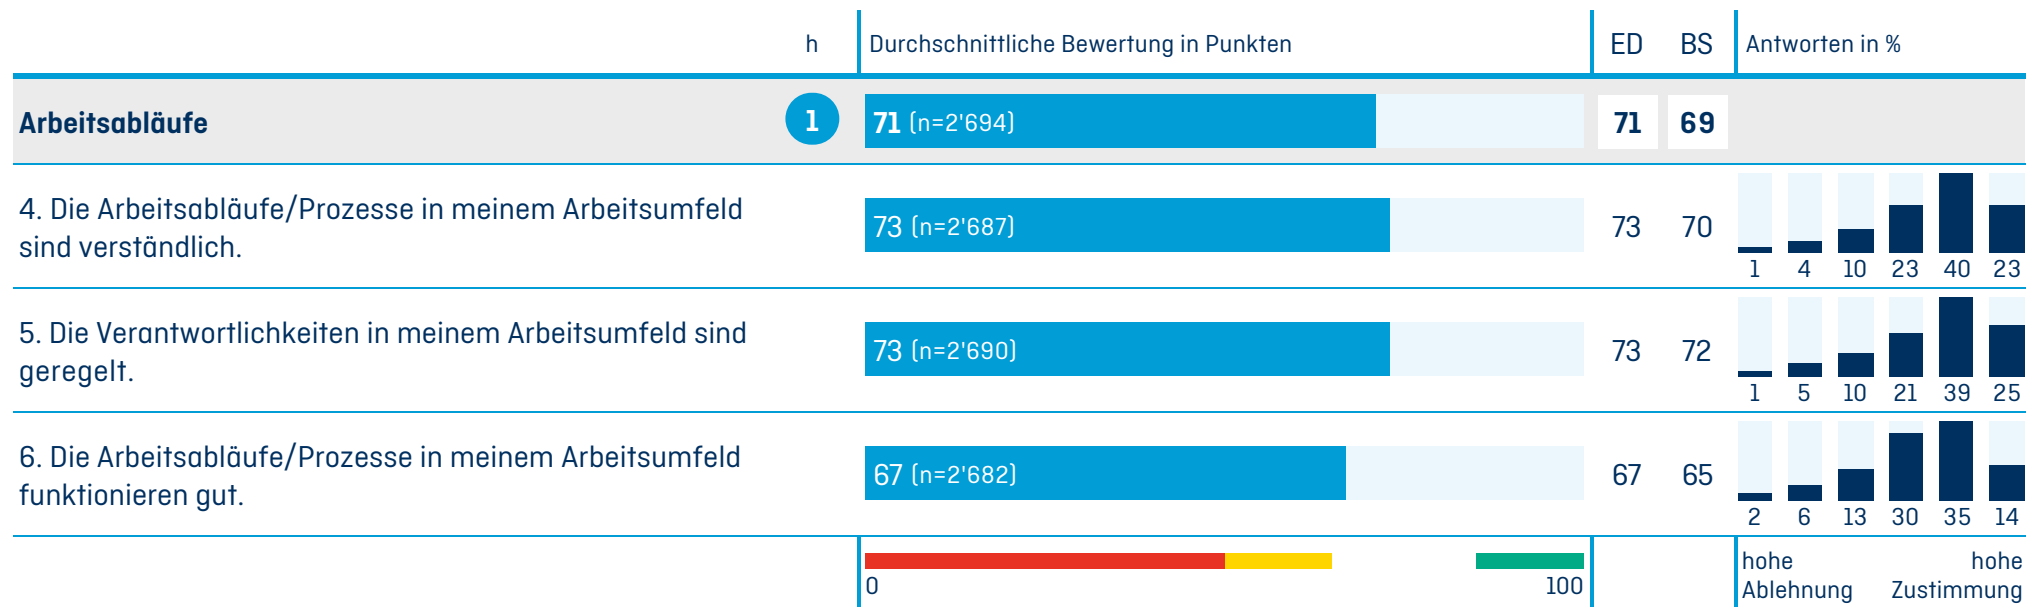 h Durchschnittliche Bewertung in Punkten ED BS Antworten in %
Arbeitsabläufe 1 71 (n=2'694) 71 69
4. Die Arbeitsabläufe/Prozesse in meinem Arbeitsumfeld
sind verständlich.
73 (n=2'687) 73 70
1 4 10 23 40 23
5. Die Verantwortlichkeiten in meinem Arbeitsumfeld sind
geregelt.
73 (n=2'690) 73 72
1 5 10 21 39 25
6. Die Arbeitsabläufe/Prozesse in meinem Arbeitsumfeld
funktionieren gut.
67 (n=2'682) 67 65
2 6 13 30 35 14
0 100
hohe hohe
Ablehnung Zustimmung